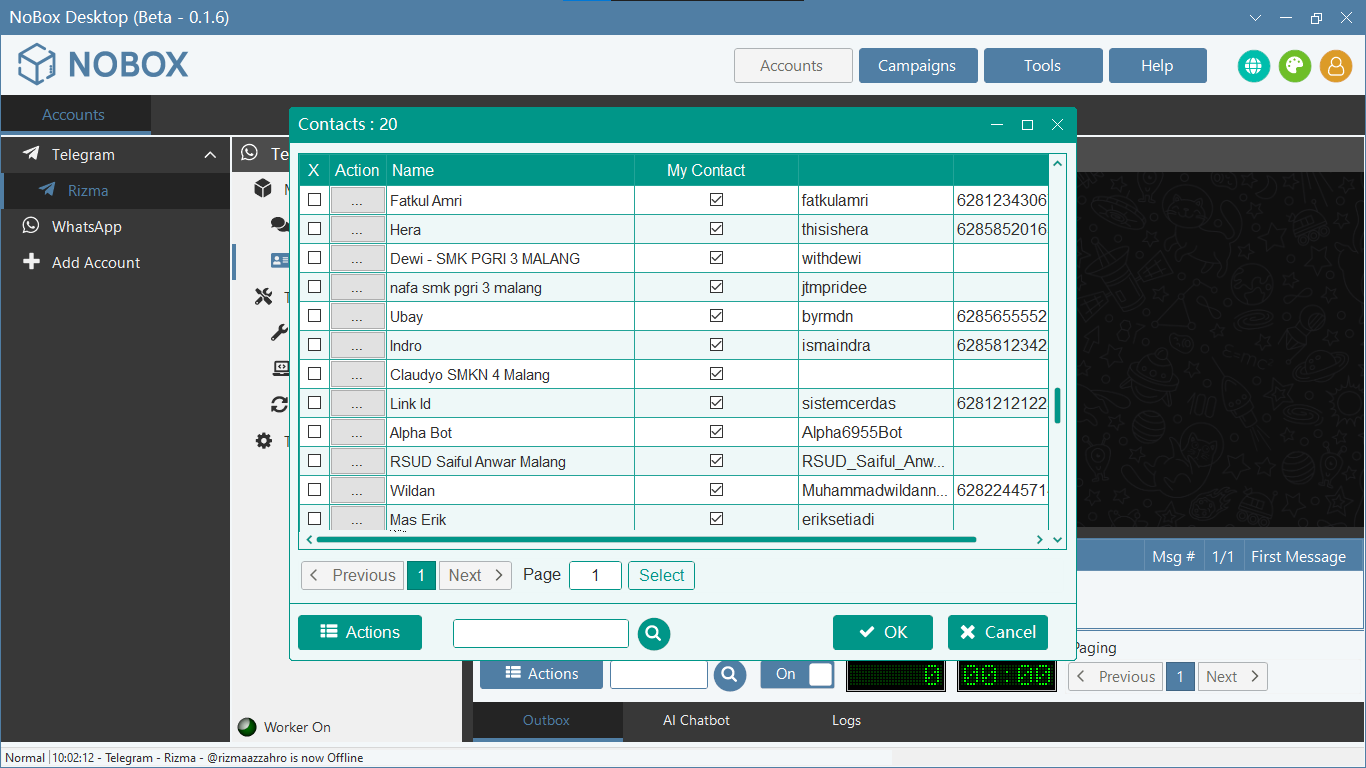 NoBox Desktop (Beta - 0.1.6)
NOBOX
Accounts Campaigns Tools Help
Accounts
Telegram
Rizma
WhatsApp
Add Account
Te
Contacts : 20
X Action Name My Contact
... Fatkul Amri fatkulamri 6281234306
... Hera thisishera 6285852016
... Dewi - SMK PGRI 3 MALANG withdewi
... nafa smk pgri 3 malang jtmpridee
... Ubay byrmdn 6285655552
... Indro ismaindra 6285812342
... Claudyo SMKN 4 Malang
... Link Id sistemcerdas 6281212122
... Alpha Bot Alpha6955Bot
... RSUD Saiful Anwar Malang RSUD_Saiful_Anw...
... Wildan Muhammadwildann... 628224457
... Mas Erik eriksetiadi
Previous 1 Next Page 1 Select
Actions OK Cancel
Msg # 1/1 First Message
Paging
Actions On 0 00:00 Previous 1 Next
Outbox AI Chatbot Logs
Worker On
Normal 10:02:12 - Telegram - Rizma - @rizmaazzahro is now Offline